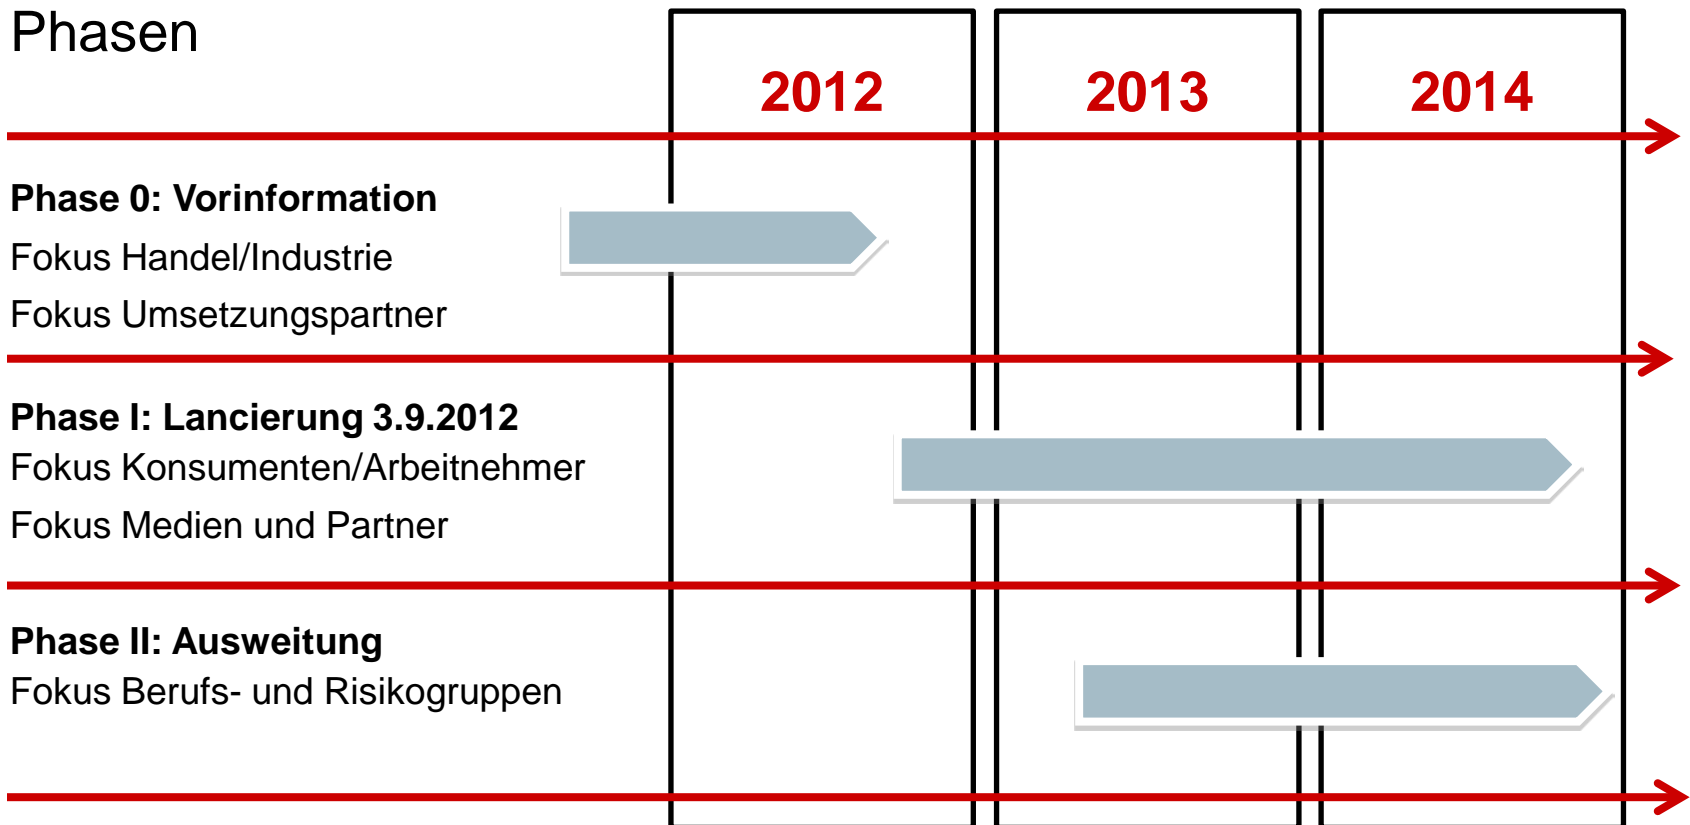 Phasen
2012 2013 2014
Phase 0: Vorinformation
Fokus Handel/Industrie
Fokus Umsetzungspartner
Phase I: Lancierung 3.9.2012
Fokus Konsumenten/Arbeitnehmer
Fokus Medien und Partner
Phase II: Ausweitung
Fokus Berufs- und Risikogruppen